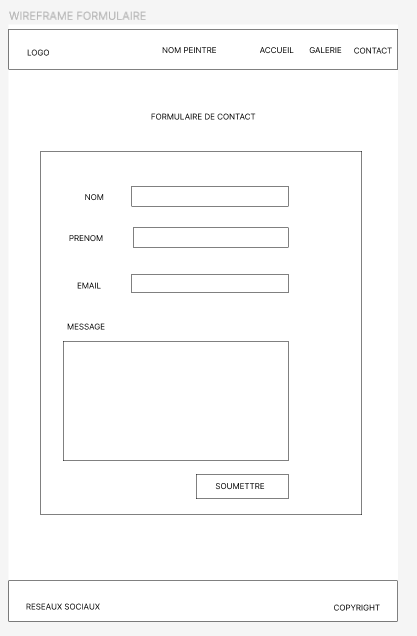 WIREFRAME FORMULAIRE
LOGO NOM PEINTRE ACCUEIL GALERIE CONTACT
FORMULAIRE DE CONTACT
NOM
PRENOM
EMAIL
MESSAGE
SOUMETTRE
RESEAUX SOCIAUX COPYRIGHT